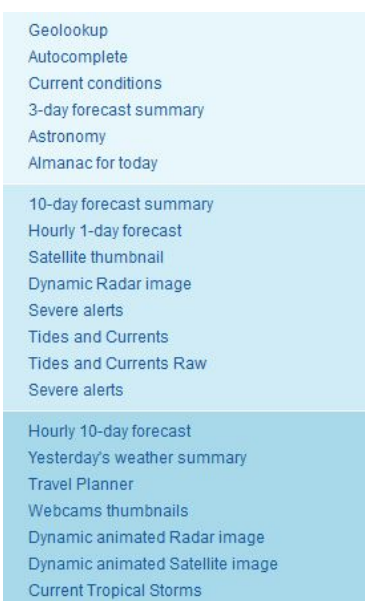 Geolookup
Autocomplete
Current conditions
3-day forecast summary
Astronomy
Almanac for today
10-day forecast summary
Hourly 1-day forecast
Satellite thumbnail
Dynamic Radar image
Severe alerts
Tides and Currents
Tides and Currents Raw
Severe alerts
Hourly 10-day forecast
Yesterday's weather summary
Travel Planner
Webcams thumbnails
Dynamic animated Radar image
Dynamic animated Satellite image
Current Tropical Storms